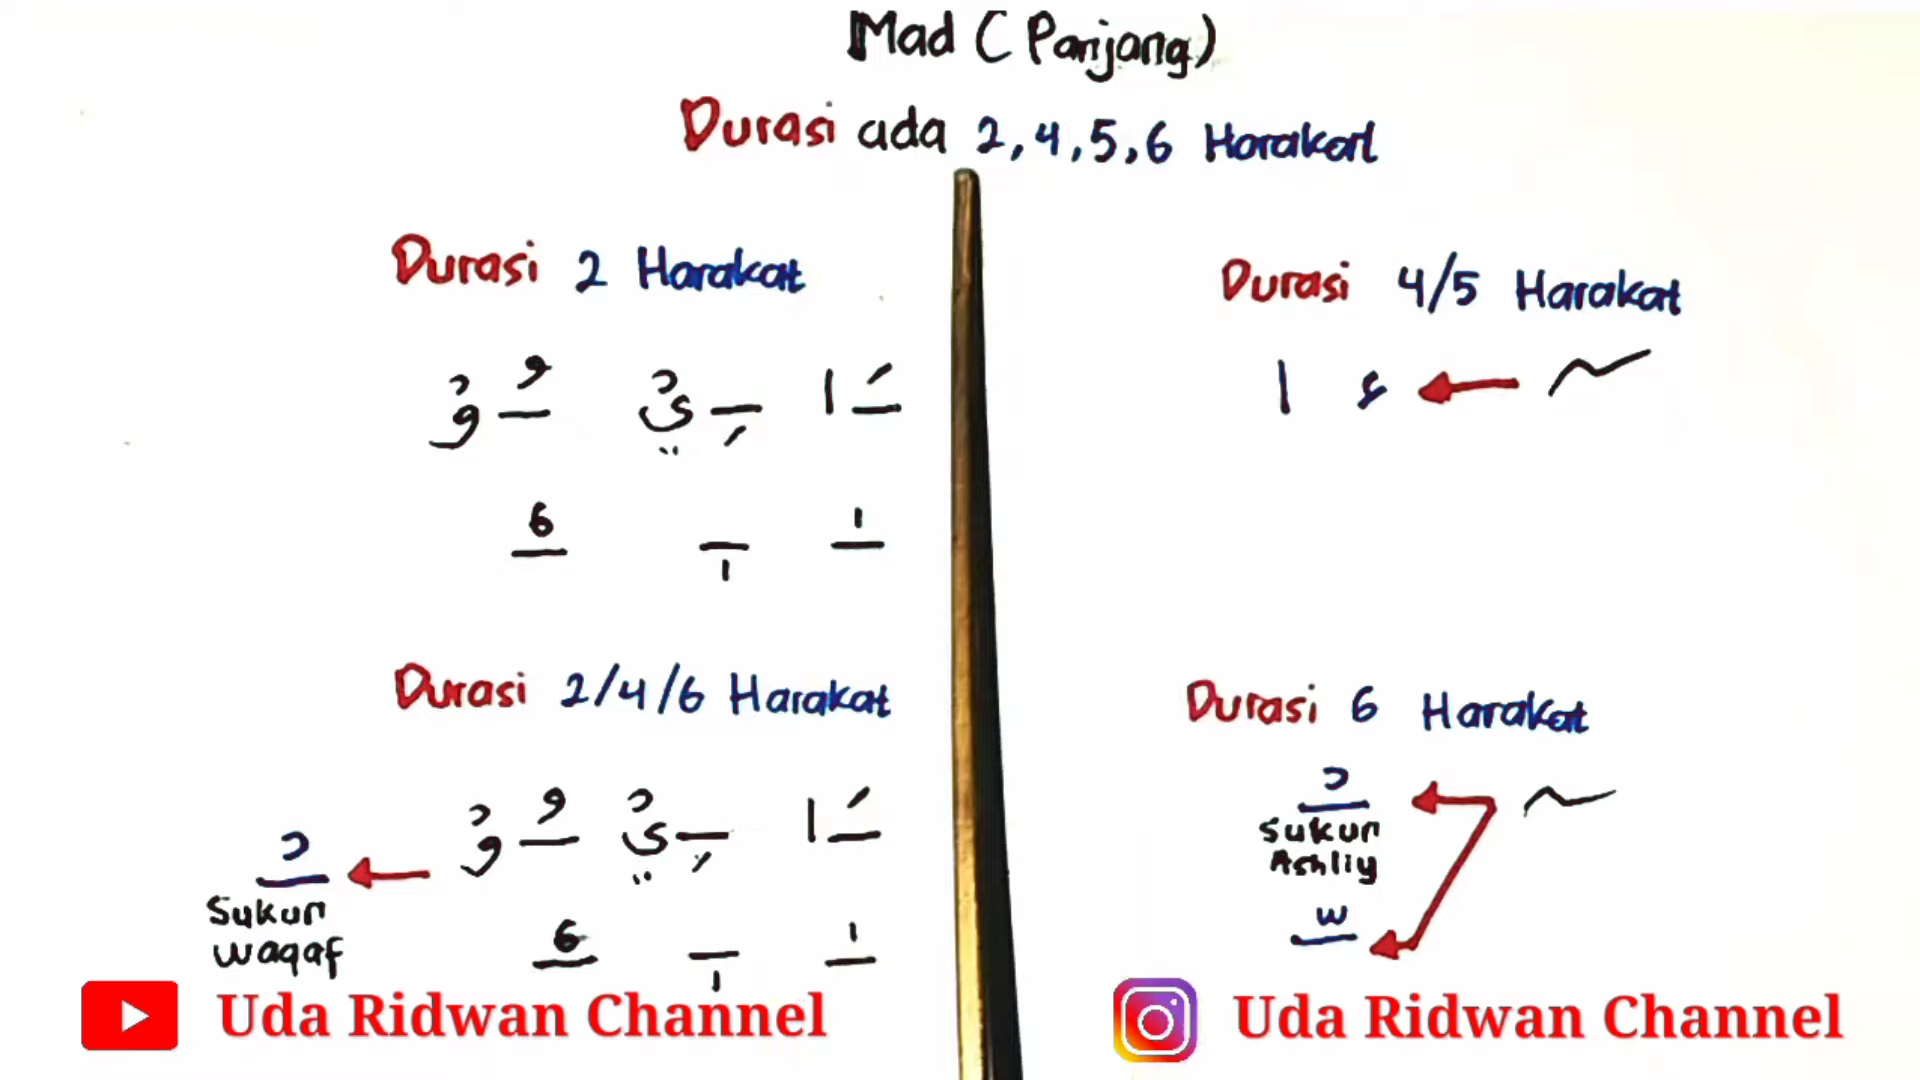 Mad (Panjang)
Durasi ada 2,4,5,6 Harakat
Durasi 2 Harakat
ـَا ـِيْ ـُوْ
ـٰ ـٖ ـٗ
Durasi 4/5 Harakat
~ ء ا
Durasi 2/4/6 Harakat
ـَا ـِيْ ـُوْ ـْ
ـٰ ـٖ ـٗ
Sukun
Waqaf
Durasi 6 Harakat
~ ـْ
Sukun
Ashliy
ـّ
Uda Ridwan Channel
Uda Ridwan Channel